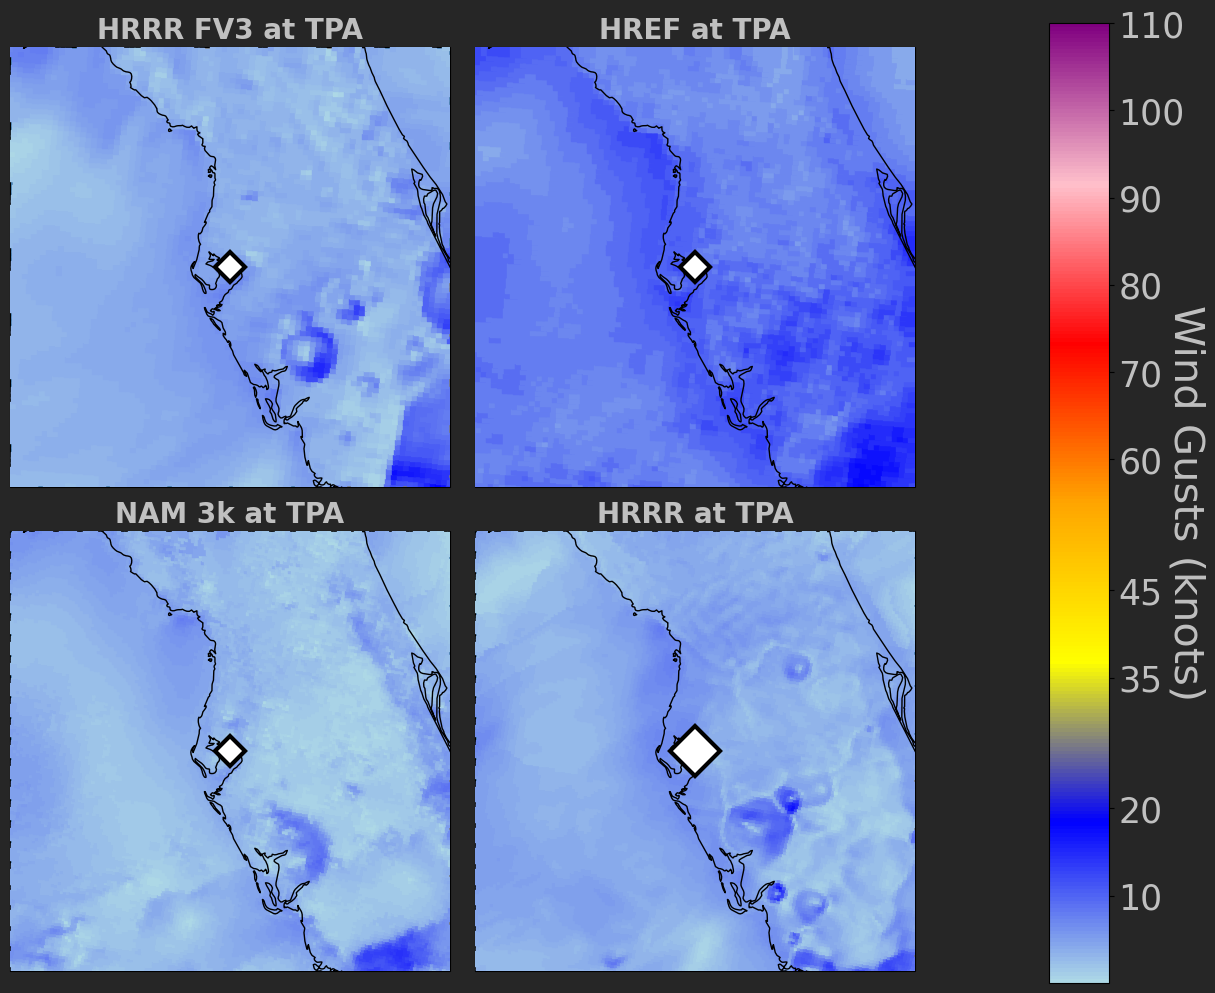 HRRR FV3 at TPA
HREF at TPA
NAM 3k at TPA
HRRR at TPA
110
100
90
80
70
60
45
35
20
10
Wind Gusts (knots)